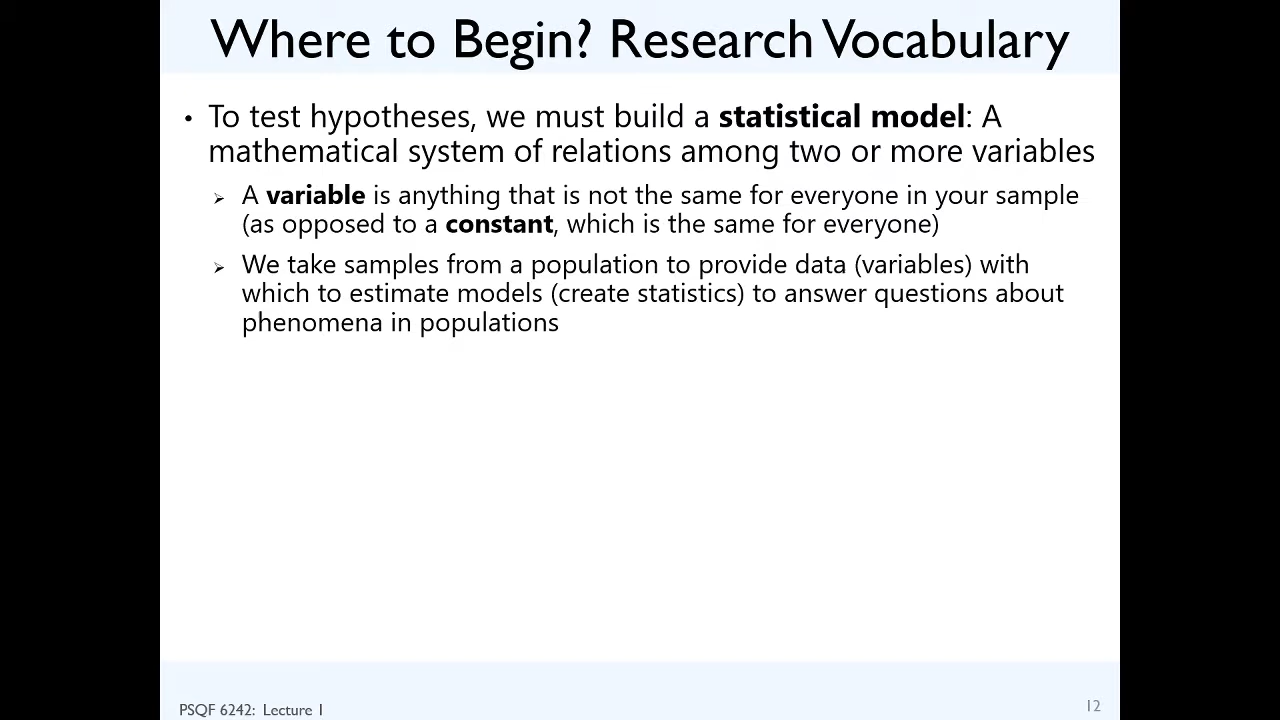 Where to Begin? Research Vocabulary
• To test hypotheses, we must build a statistical model: A
mathematical system of relations among two or more variables
➢ A variable is anything that is not the same for everyone in your sample
(as opposed to a constant, which is the same for everyone)
➢ We take samples from a population to provide data (variables) with
which to estimate models (create statistics) to answer questions about
phenomena in populations
PSQF 6242: Lecture 1
12